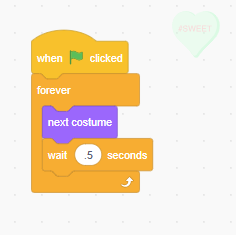 #SWEET
when clicked
forever
next costume
wait .5 seconds